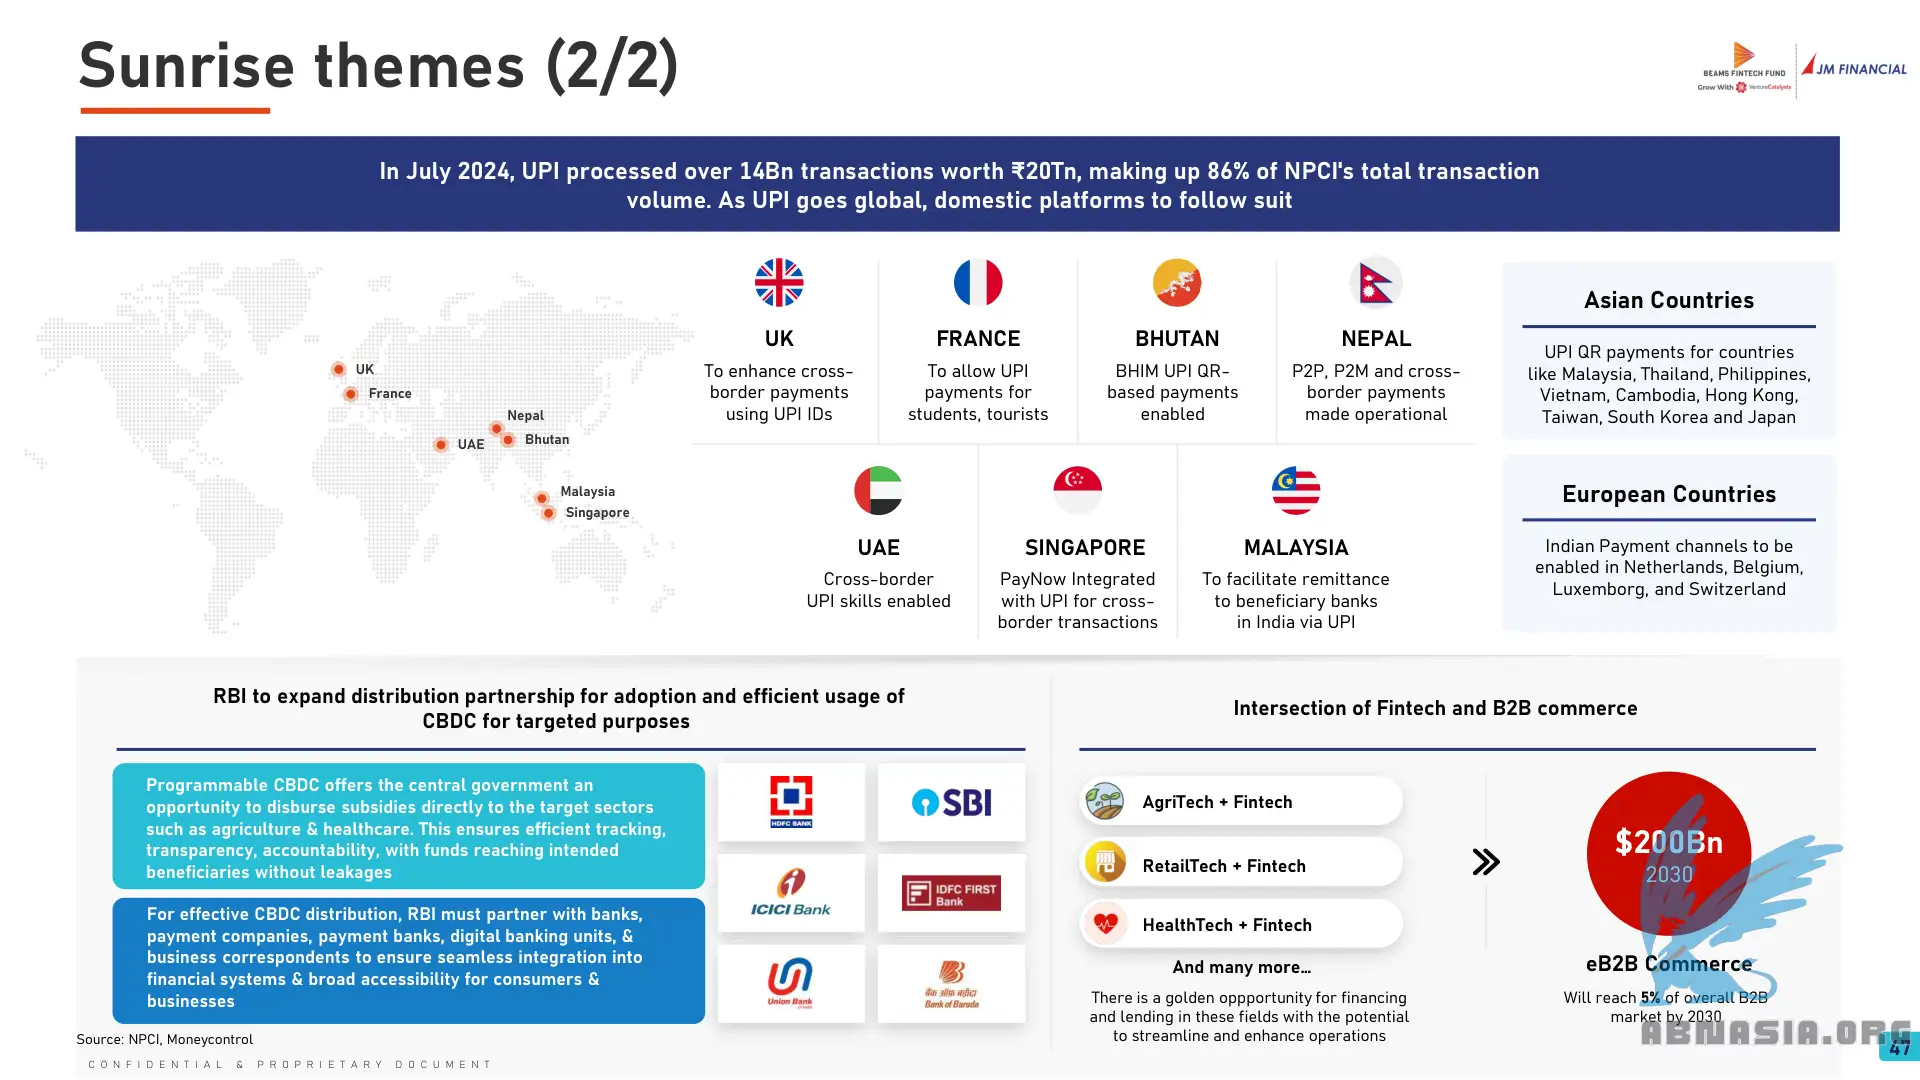 Sunrise themes (2/2)
BEAMS FINTECH FUND
Grow With VentureCatalysts
JM FINANCIAL
In July 2024, UPI processed over 14Bn transactions worth ₹20Tn, making up 86% of NPCI's total transaction
volume. As UPI goes global, domestic platforms to follow suit
UK
France
Nepal
Bhutan
UAE
Malaysia
Singapore
UK
To enhance cross-
border payments
using UPI IDs
FRANCE
To allow UPI
payments for
students, tourists
BHUTAN
BHIM UPI QR-
based payments
enabled
NEPAL
P2P, P2M and cross-
border payments
made operational
UAE
Cross-border
UPI skills enabled
SINGAPORE
PayNow Integrated
with UPI for cross-
border transactions
MALAYSIA
To facilitate remittance
to beneficiary banks
in India via UPI
Asian Countries
UPI QR payments for countries
like Malaysia, Thailand, Philippines,
Vietnam, Cambodia, Hong Kong,
Taiwan, South Korea and Japan
European Countries
Indian Payment channels to be
enabled in Netherlands, Belgium,
Luxemborg, and Switzerland
RBI to expand distribution partnership for adoption and efficient usage of
CBDC for targeted purposes
Programmable CBDC offers the central government an
opportunity to disburse subsidies directly to the target sectors
such as agriculture & healthcare. This ensures efficient tracking,
transparency, accountability, with funds reaching intended
beneficiaries without leakages
For effective CBDC distribution, RBI must partner with banks,
payment companies, payment banks, digital banking units, &
business correspondents to ensure seamless integration into
financial systems & broad accessibility for consumers &
businesses
HDFC BANK
SBI
ICICI Bank
IDFC FIRST
Bank
Union Bank
बैंक ऑफ़ बड़ौदा
Bank of Baroda
Intersection of Fintech and B2B commerce
AgriTech + Fintech
RetailTech + Fintech
HealthTech + Fintech
And many more...
There is a golden oppportunity for financing
and lending in these fields with the potential
to streamline and enhance operations
$200Bn
2030
eB2B Commerce
Will reach 5% of overall B2B
market by 2030
Source: NPCI, Moneycontrol
CONFIDENTIAL & PROPRIETARY DOCUMENT
ABMASIA.ORG
47